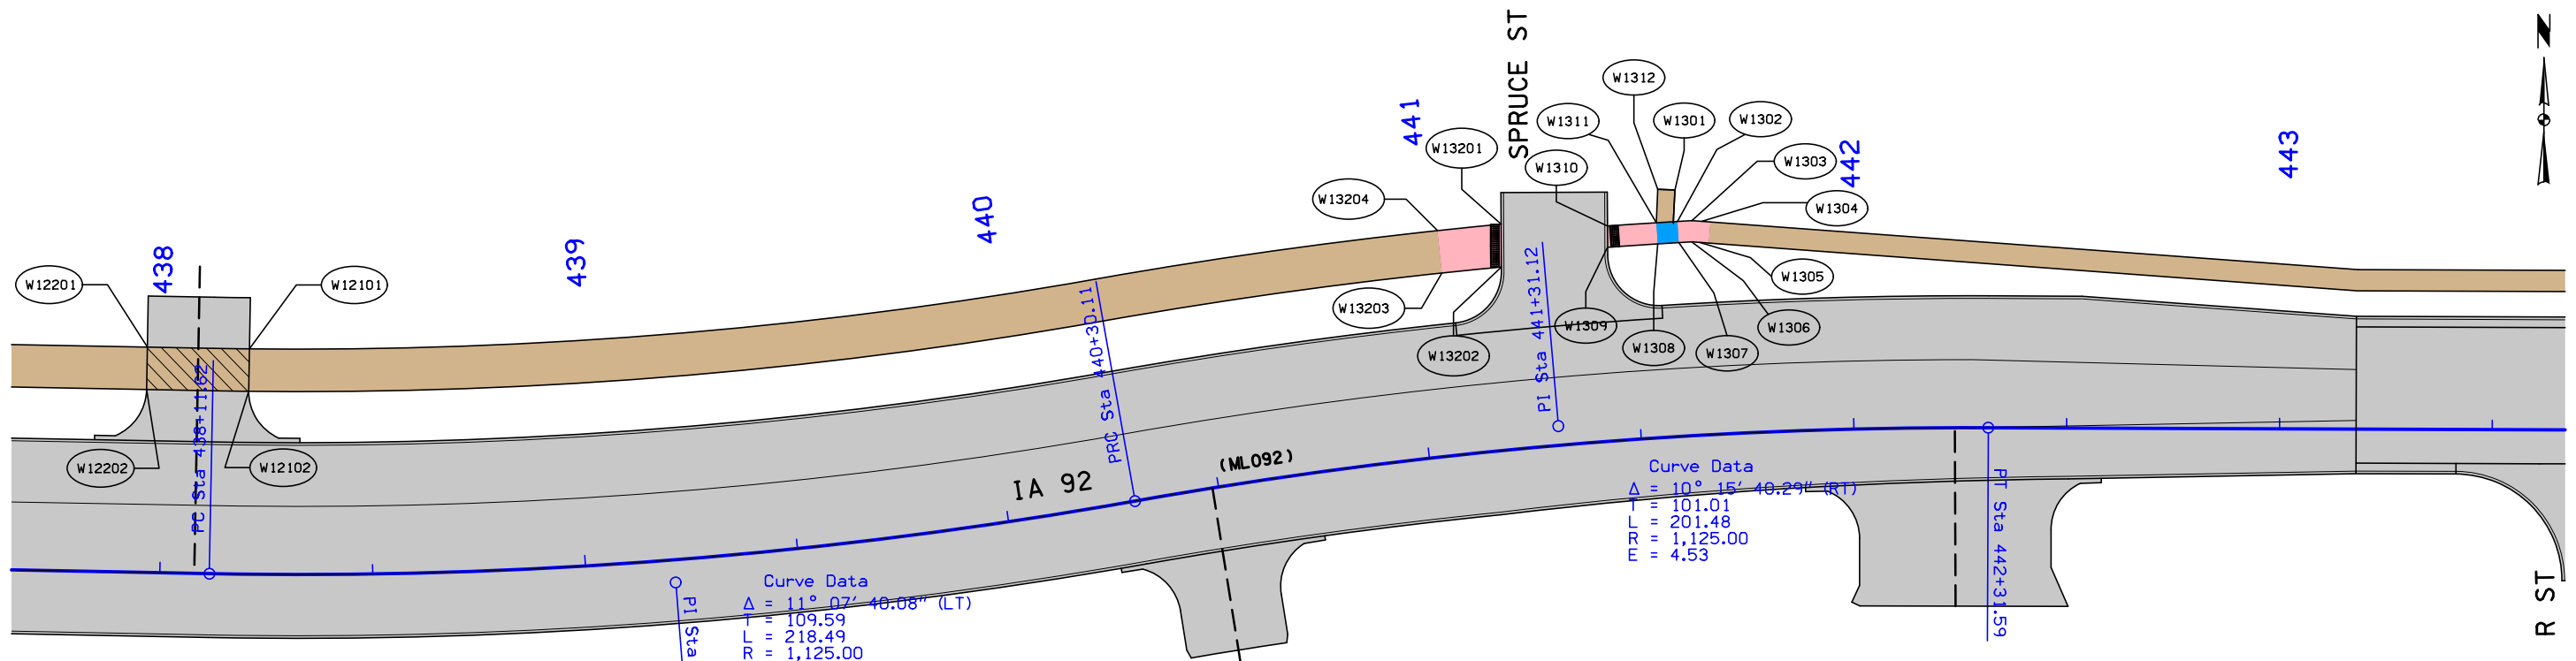 N
SPRUCE ST
438
439
440
441
442
443
W12201
W12101
W12202
W12102
W13204
W13201
W13203
W13202
W1310
W1311
W1312
W1301
W1302
W1303
W1304
W1305
W1306
W1307
W1308
W1309
PC Sta 438+11.62
PRC Sta 440+30.11
PI Sta 441+31.12
PT Sta 442+31.59
PI Sta
IA 92
(ML092)
Curve Data
Δ = 11° 07' 40.08" (LT)
T = 109.59
L = 218.49
R = 1,125.00
Curve Data
Δ = 10° 15' 40.29" (RT)
T = 101.01
L = 201.48
R = 1,125.00
E = 4.53
R ST